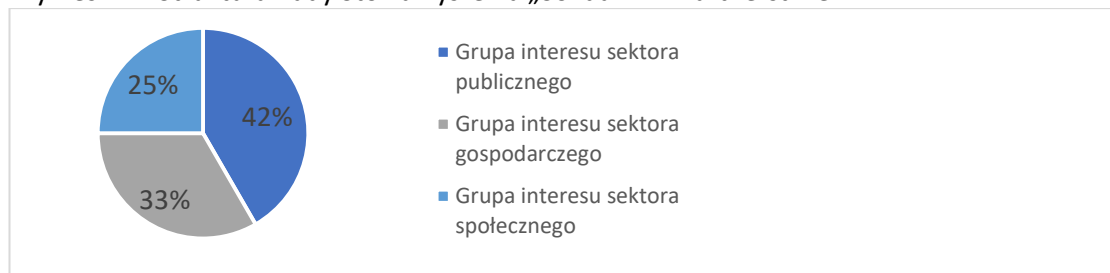 25%
42%
33%
Grupa interesu sektora
publicznego
Grupa interesu sektora
gospodarczego
Grupa interesu sektora
społecznego